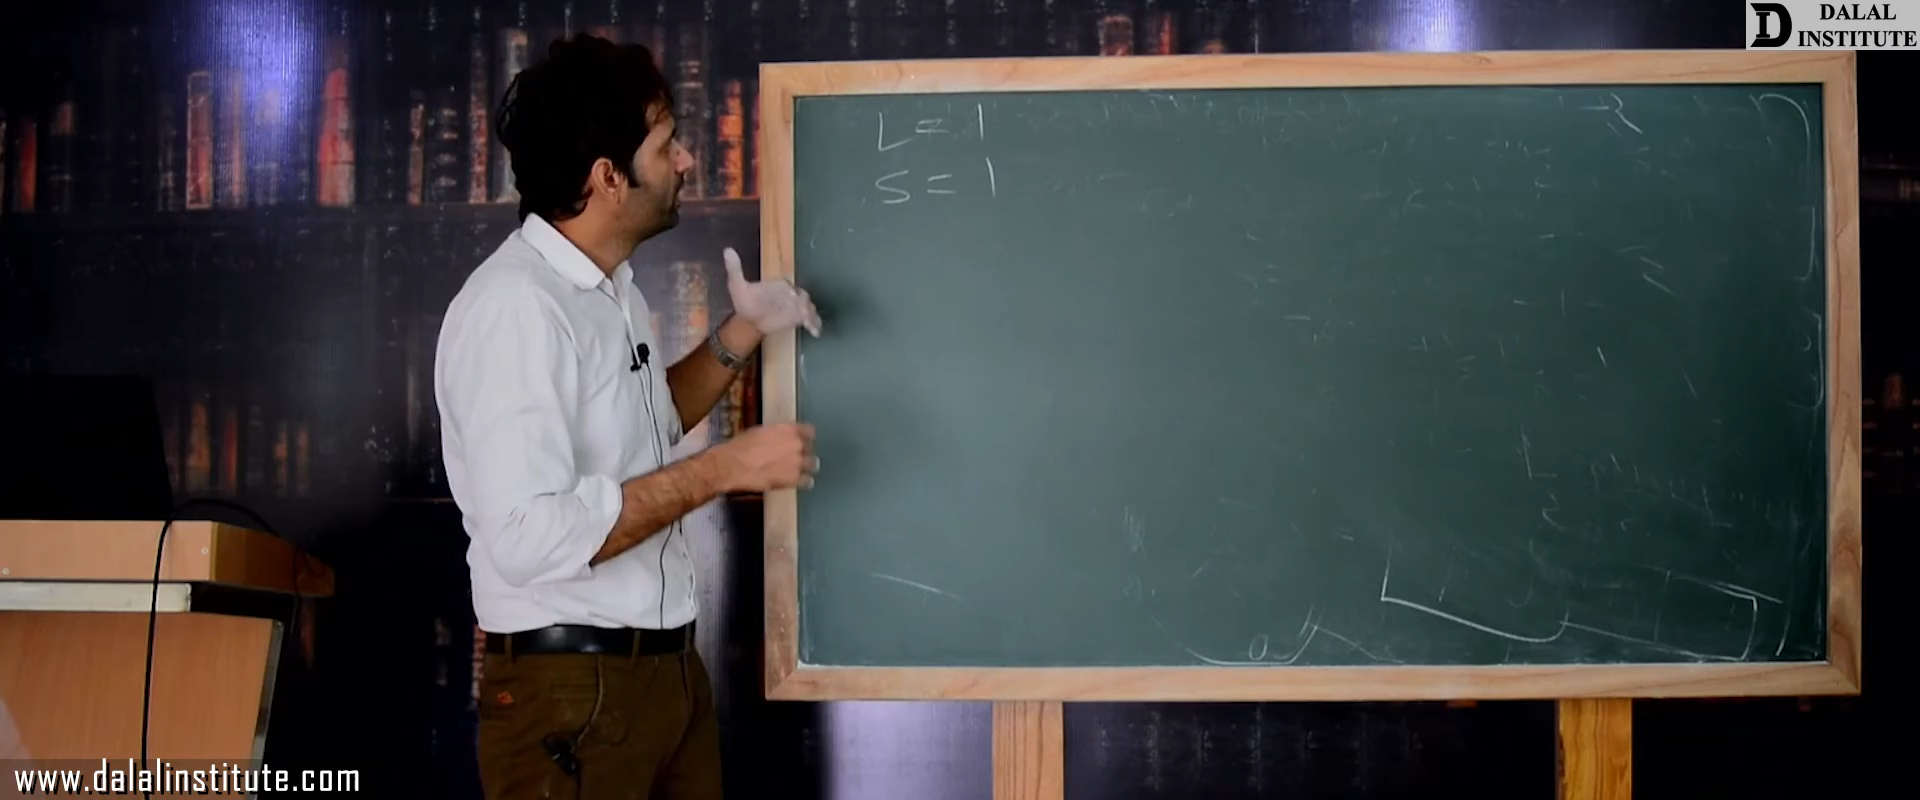 DALAL
INSTITUTE
L = 1
S = 1
www.dalalinstitute.com